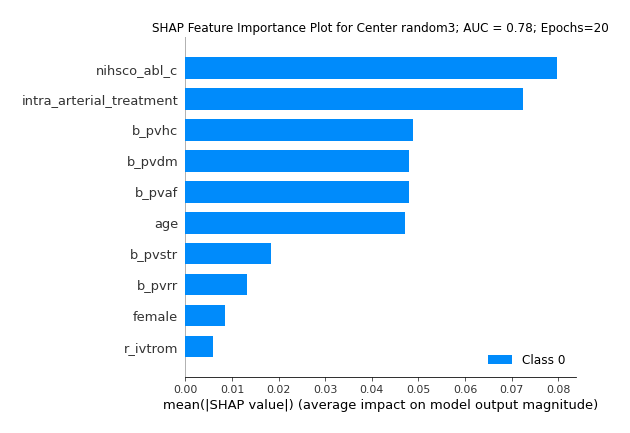 SHAP Feature Importance Plot for Center random3; AUC = 0.78; Epochs=20
nihsco_abl_c
intra_arterial_treatment
b_pvhc
b_pvdm
b_pvaf
age
b_pvstr
b_pvrr
female
r_ivtrom
Class 0
0.00 0.01 0.02 0.03 0.04 0.05 0.06 0.07 0.08
mean(|SHAP value|) (average impact on model output magnitude)